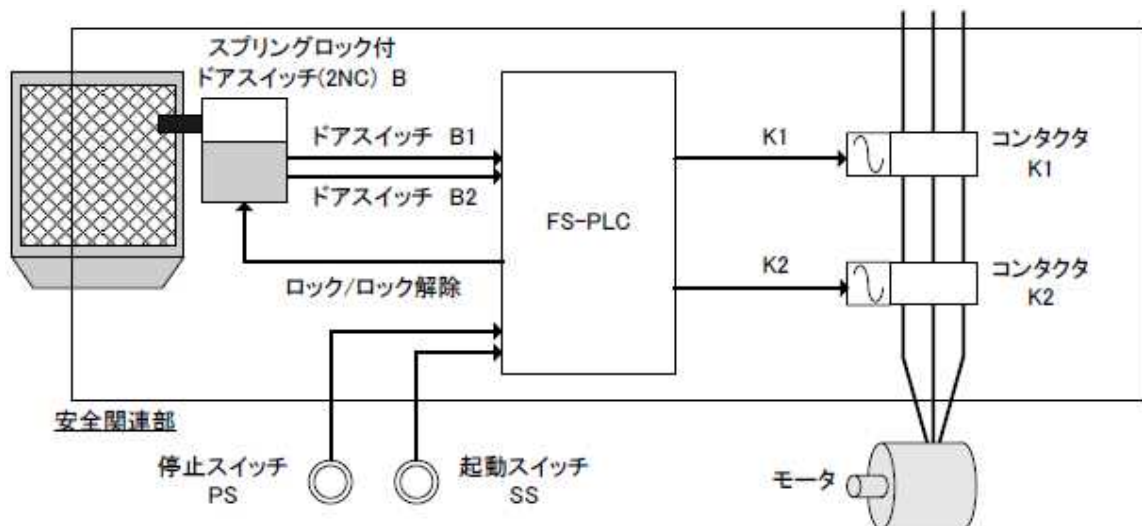 スプリングロック付
ドアスイッチ(2NC) B
ドアスイッチ B1
ドアスイッチ B2
ロック/ロック解除
FS-PLC
K1
コンタクタ
K1
K2
コンタクタ
K2
安全関連部
停止スイッチ
PS
起動スイッチ
SS
モータ